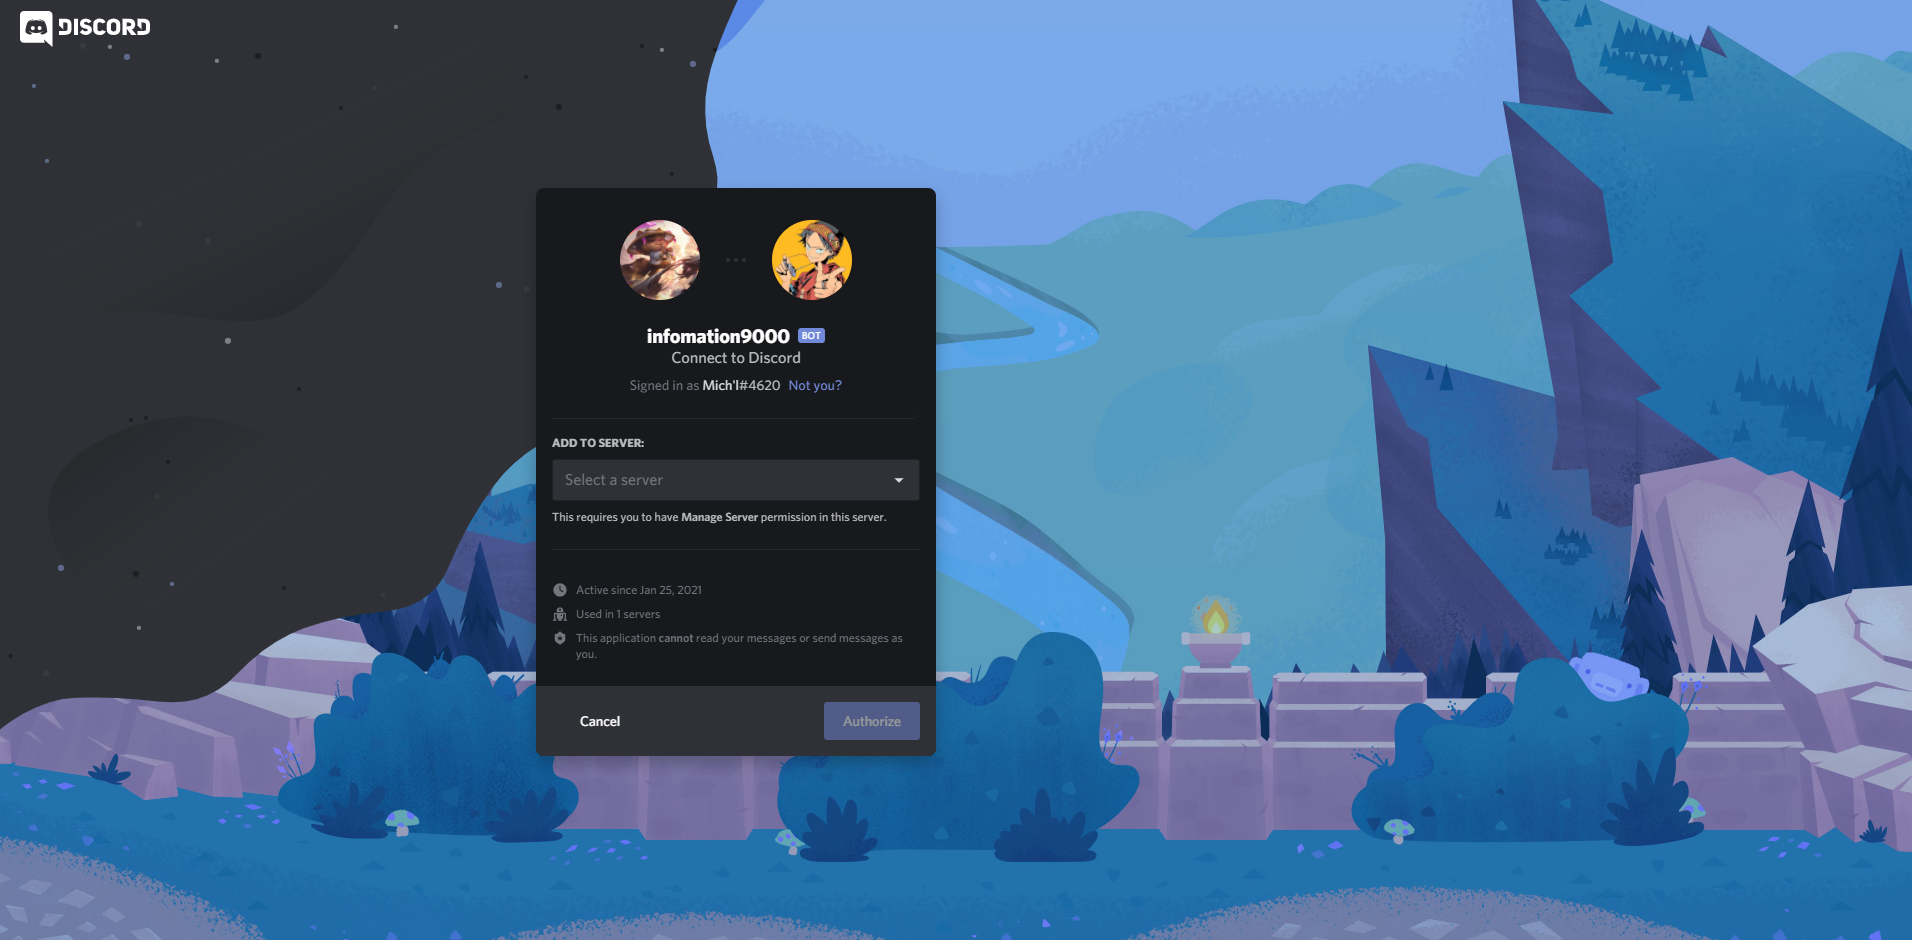 DISCORD
infomation9000 BOT
Connect to Discord
Signed in as Mich'l#4620 Not you?
ADD TO SERVER:
Select a server
This requires you to have Manage Server permission in this server.
Active since Jan 25, 2021
Used in 1 servers
This application cannot read your messages or send messages as
you.
Cancel
Authorize